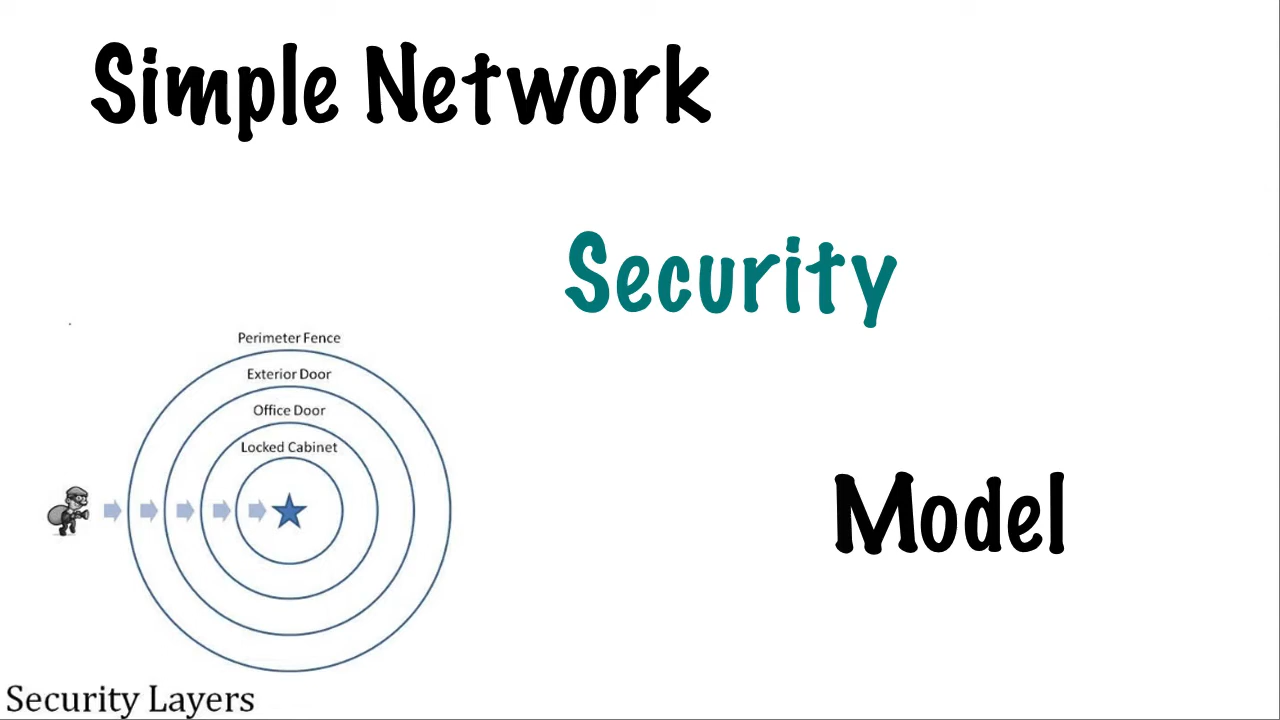 Simple Network
Security
Perimeter Fence
Exterior Door
Office Door
Locked Cabinet
Model
Security Layers